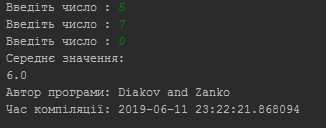 Введіть число : 5
Введіть число : 7
Введіть число : 0
Середнє значення:
6.0
Автор програми: Diakov and Zanko
Час компіляції: 2019-06-11 23:22:21.868094